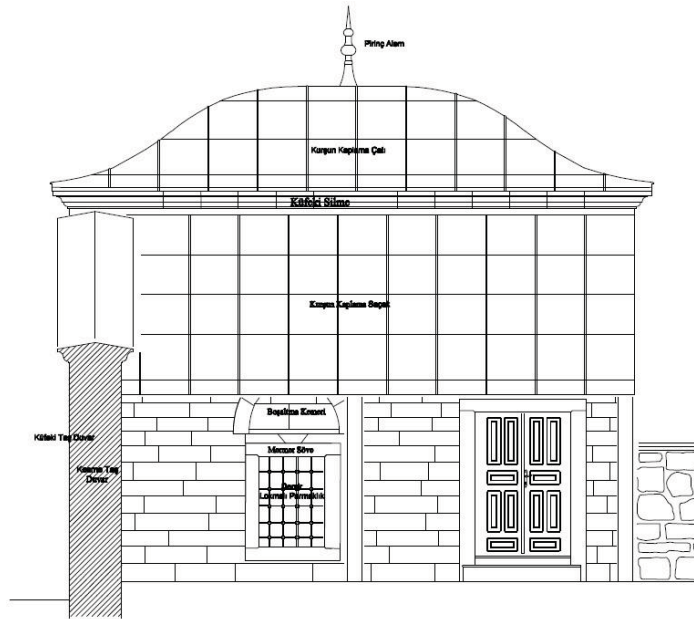 Pirinç Alem
Kurşun Kaplama Çatı
Küfeki Silme
Kurşun Kaplama Saçak
Boşaltma Kemeri
Küfeki Taş Duvar
Mermer Söve
Kesme Taş
Duvar
Demir
Lokmalı Parmaklık